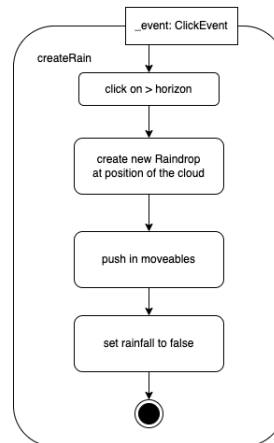 _event: ClickEvent
createRain
click on > horizon
create new Raindrop
at position of the cloud
push in moveables
set rainfall to false